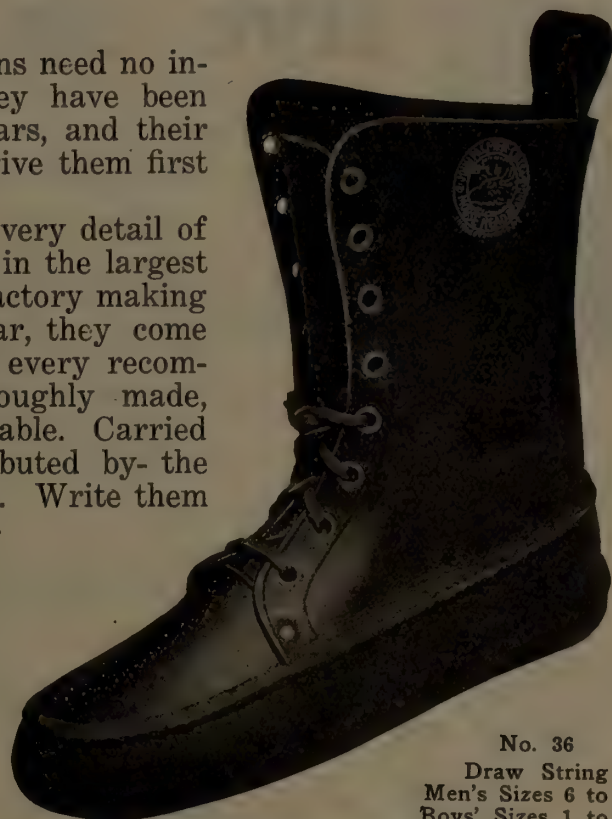 ns need no in-
ey have been
ars, and their
ive them first
very detail of
in the largest
actory making
ar, they come
every recom-
oughly made,
able. Carried
buted by- the
. Write them
No. 36
Draw String
Men's Sizes 6 to
Boys' Sizes 1 to